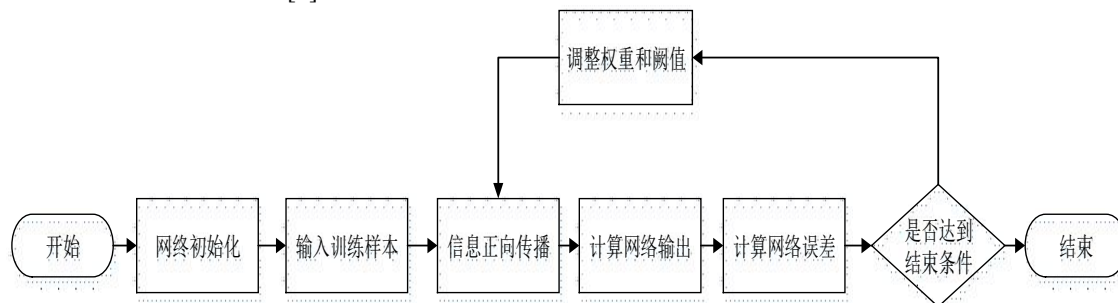 调整权重和阙值
开始
网终初始化
输入训练样本
信息正向传播
计算网络输出
计算网络误差
是否达到
结束条件
结束